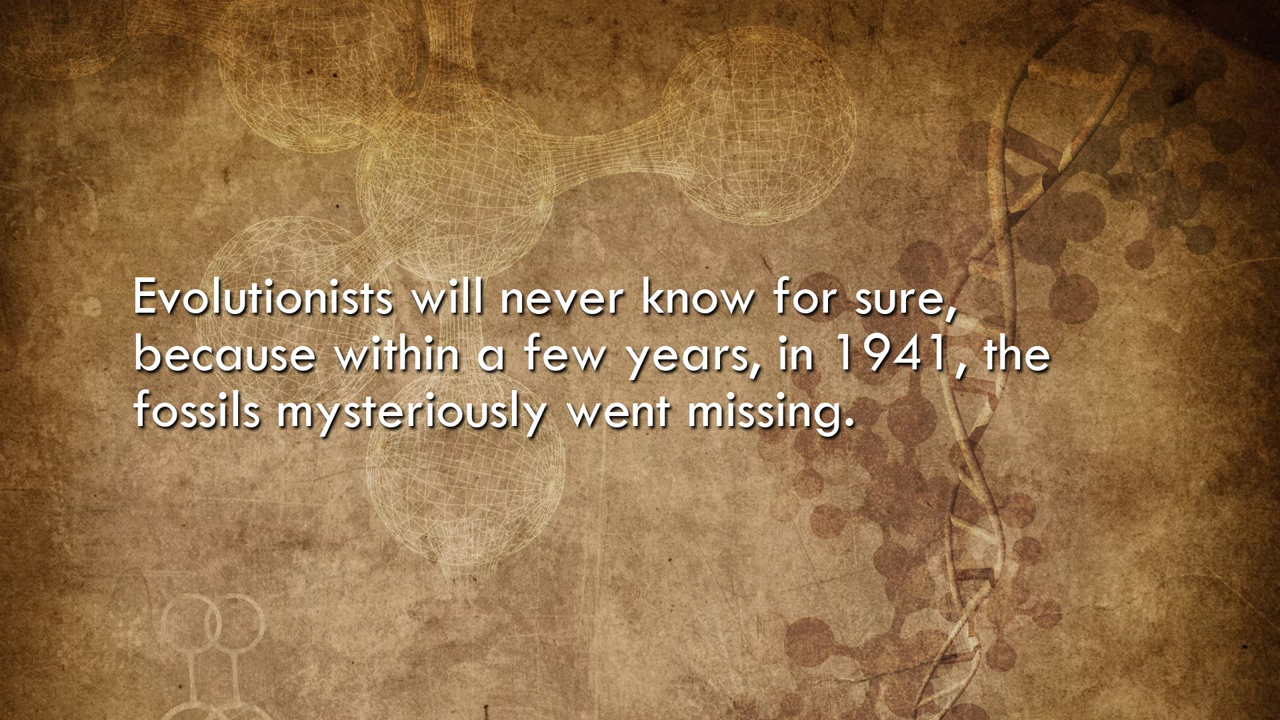 Evolutionists will never know for sure,
because within a few years, in 1941, the
fossils mysteriously went missing.